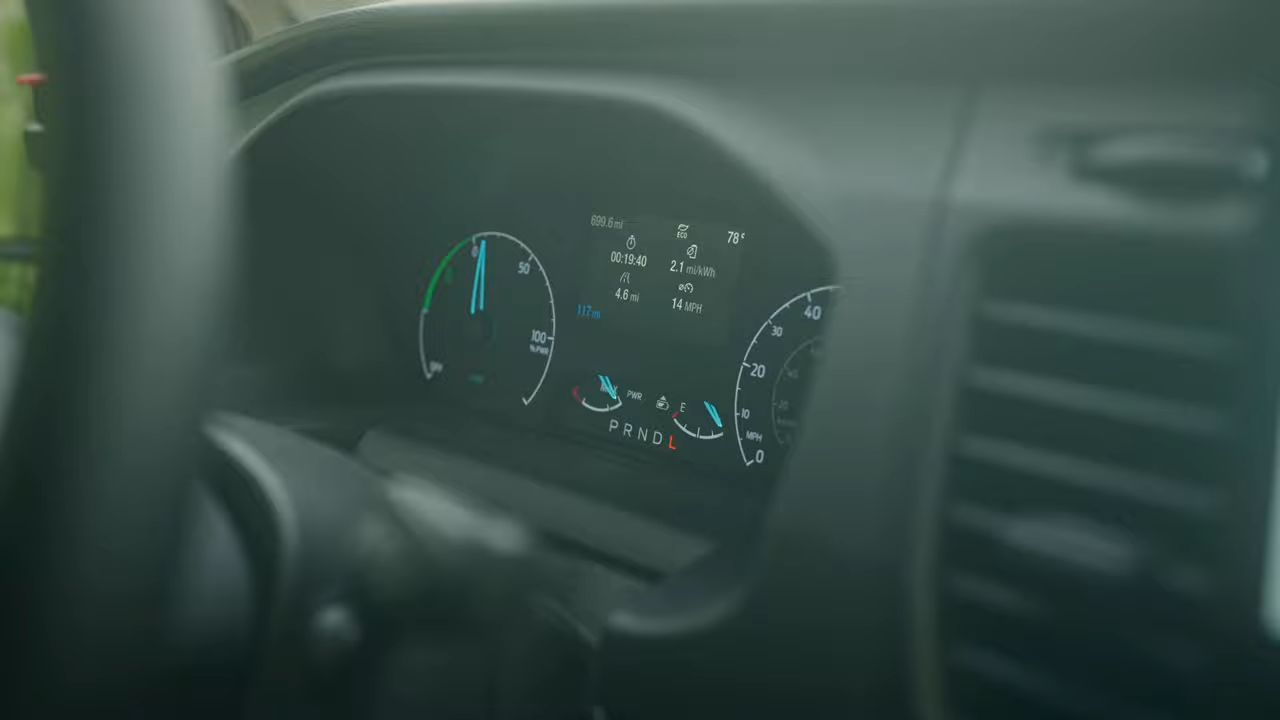 699.6 mi
ECO
78°
00:19:40
2.1 mi/kWh
4.6 mi
14 MPH
117 mi
0
50
100
%PWR
PWR
E
P R N D L
40
30
20
10
MPH
0